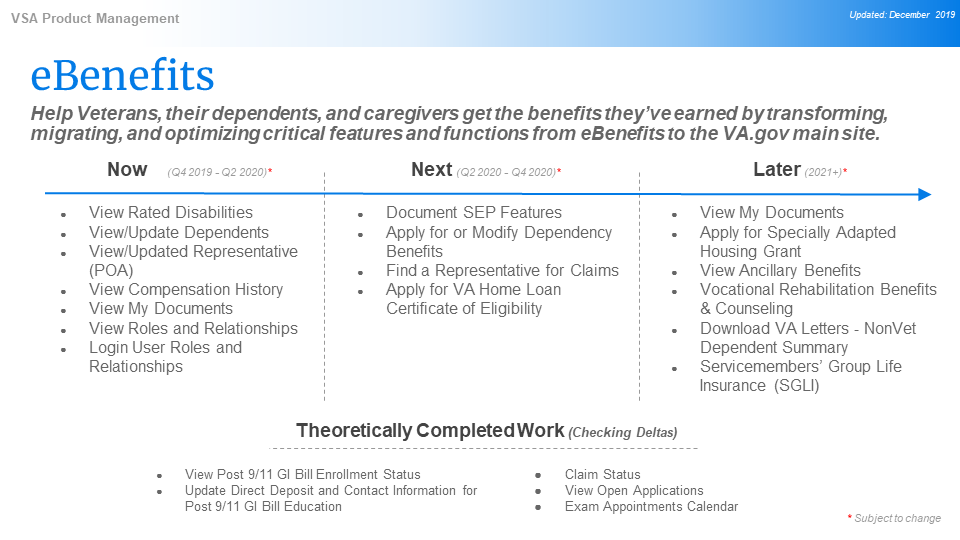 VSA Product Management
Updated: December 2019
eBenefits
Help Veterans, their dependents, and caregivers get the benefits they've earned by transforming,
migrating, and optimizing critical features and functions from eBenefits to the VA.gov main site.
Now (Q4 2019 - Q2 2020)*
• View Rated Disabilities
• View/Update Dependents
• View/Updated Representative
(POA)
• View Compensation History
• View My Documents
• View Roles and Relationships
• Login User Roles and
Relationships
Next (Q2 2020 - Q4 2020)*
• Document SEP Features
• Apply for or Modify Dependency
Benefits
• Find a Representative for Claims
• Apply for VA Home Loan
Certificate of Eligibility
Later (2021+)*
• View My Documents
• Apply for Specially Adapted
Housing Grant
• View Ancillary Benefits
• Vocational Rehabilitation Benefits
& Counseling
• Download VA Letters - NonVet
Dependent Summary
• Servicemembers' Group Life
Insurance (SGLI)
Theoretically Completed Work (Checking Deltas)
• View Post 9/11 GI Bill Enrollment Status
• Update Direct Deposit and Contact Information for
Post 9/11 GI Bill Education
• Claim Status
• View Open Applications
• Exam Appointments Calendar
* Subject to change